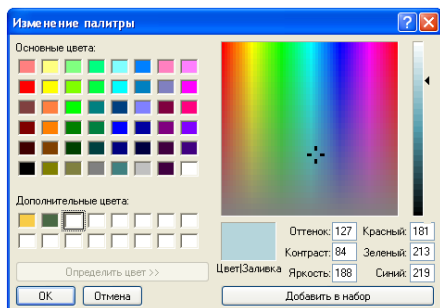 Изменение палитры
Основные цвета:
Дополнительные цвета:
Определить цвет >>
OK Отмена
Цвет|Заливка
Оттенок: 127 Красный: 181
Контраст: 84 Зеленый: 213
Яркость: 188 Синий: 219
Добавить в набор